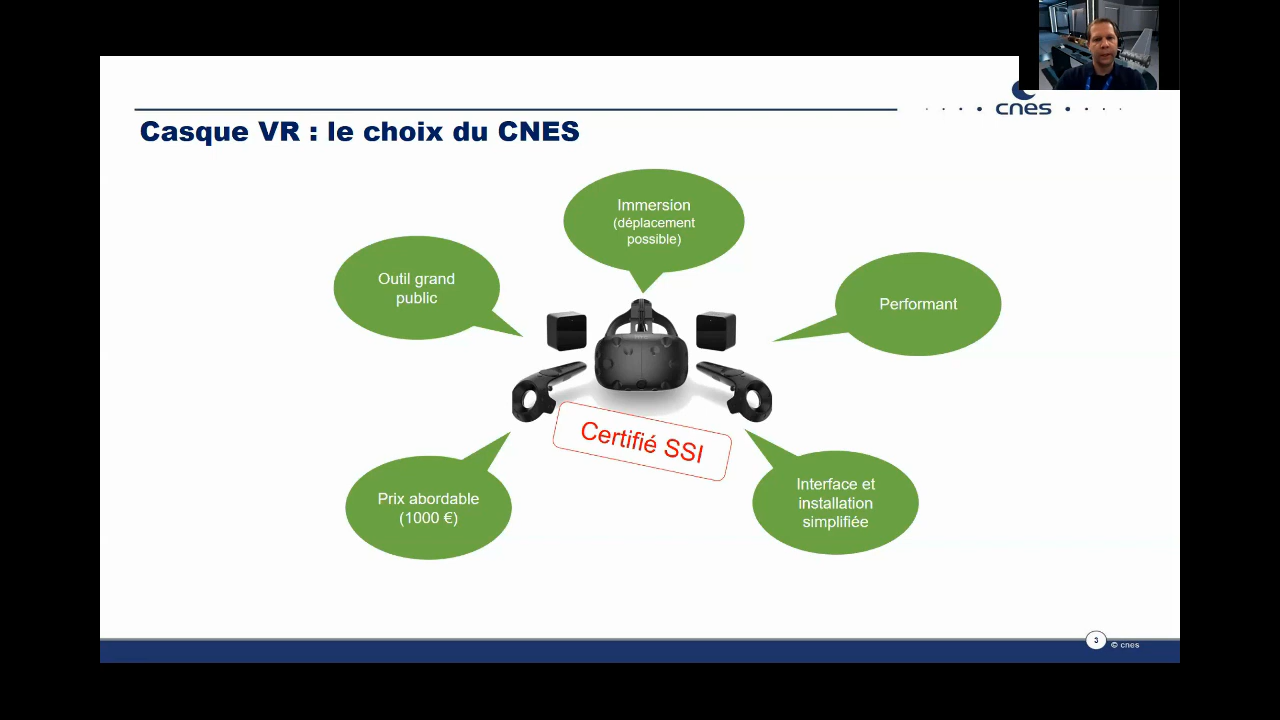 cnes
Casque VR : le choix du CNES
Immersion
(déplacement
possible)
Outil grand
public
Performant
Certifié SSI
Prix abordable
(1000 €)
Interface et
installation
simplifiée
3
© cnes